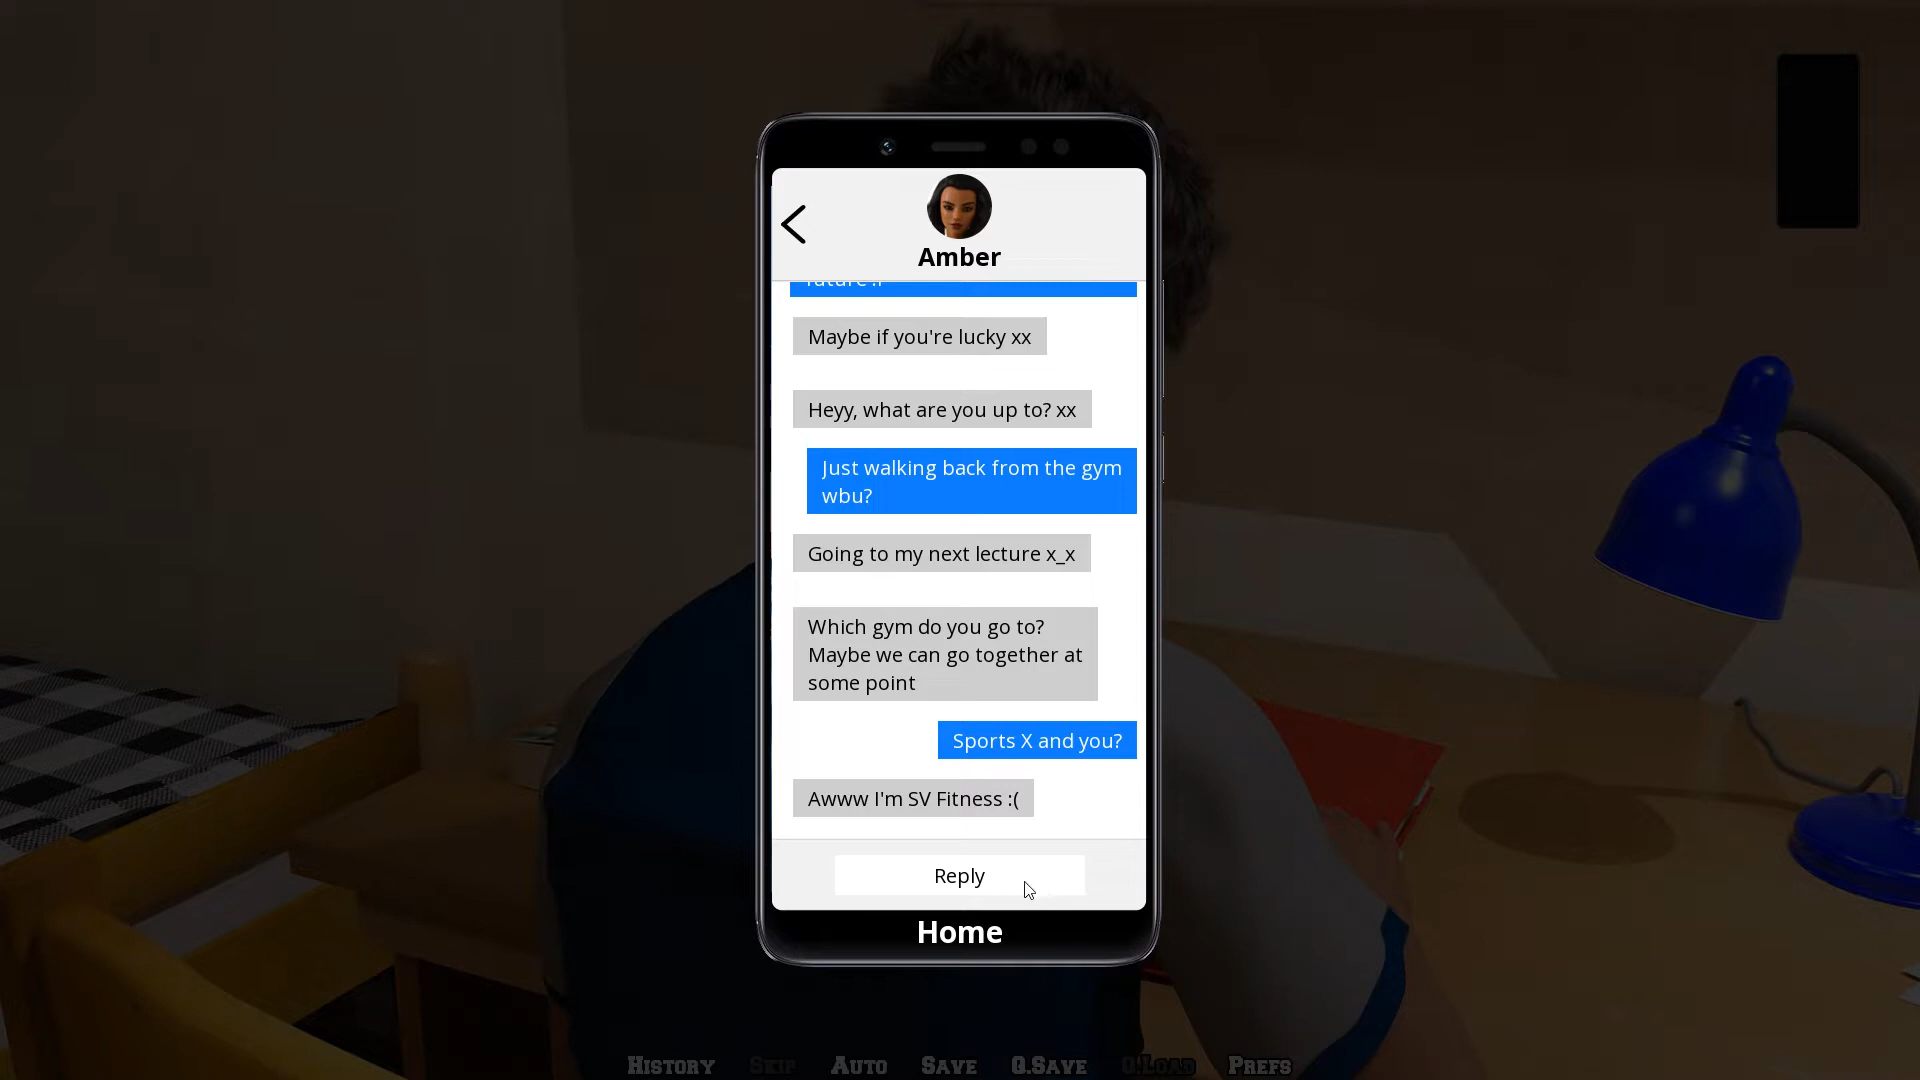 Amber
Maybe if you're lucky xx
Heyy, what are you up to? xx
Just walking back from the gym
wbu?
Going to my next lecture x_x
Which gym do you go to?
Maybe we can go together at
some point
Sports X and you?
Awww I'm SV Fitness :(
Reply
Home
History Skip Auto Save Q.Save Q.Load Prefs